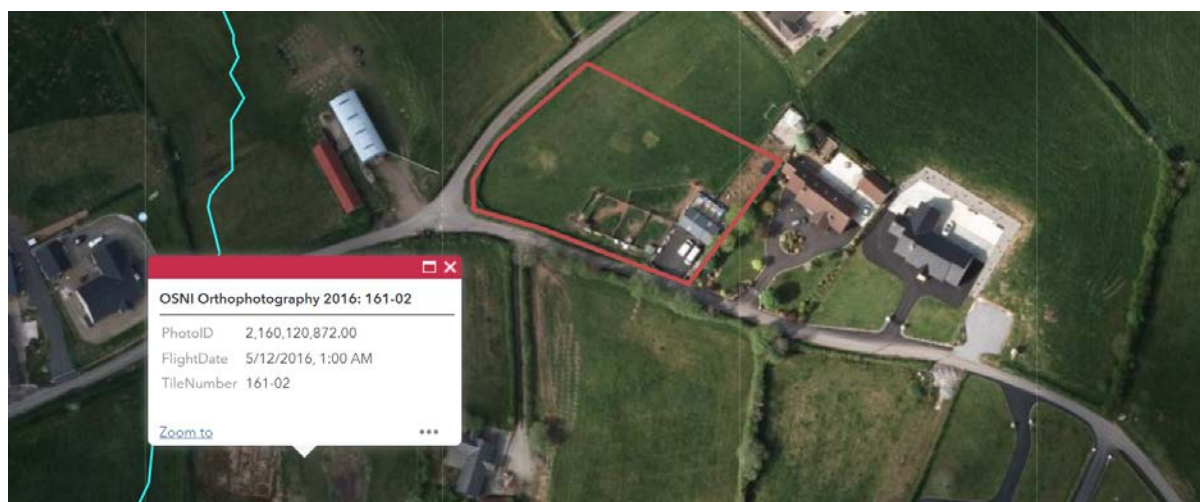 OSNI Orthophotography 2016: 161-02
PhotoID 2,160,120,872.00
FlightDate 5/12/2016, 1:00 AM
TileNumber 161-02
Zoom to